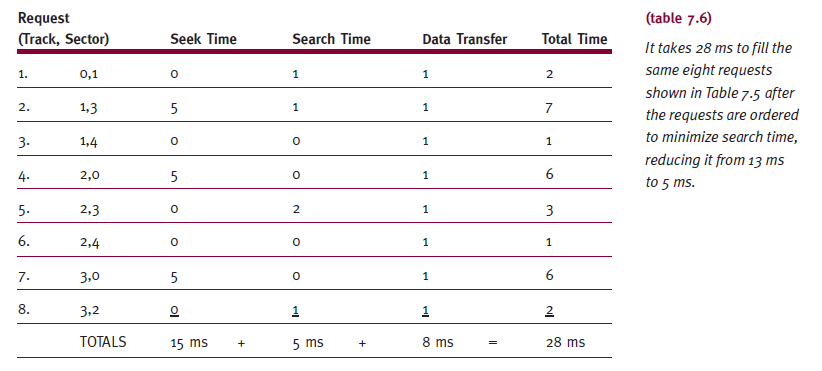 Request
(Track, Sector) Seek Time Search Time Data Transfer Total Time
1. 0,1 0 1 1 2
2. 1,3 5 1 1 7
3. 1,4 0 0 1 1
4. 2,0 5 0 1 6
5. 2,3 0 2 1 3
6. 2,4 0 0 1 1
7. 3,0 5 0 1 6
8. 3,2 0 1 1 2
TOTALS 15 ms + 5 ms + 8 ms = 28 ms
(table 7.6)
It takes 28 ms to fill the
same eight requests
shown in Table 7.5 after
the requests are ordered
to minimize search time,
reducing it from 13 ms
to 5 ms.